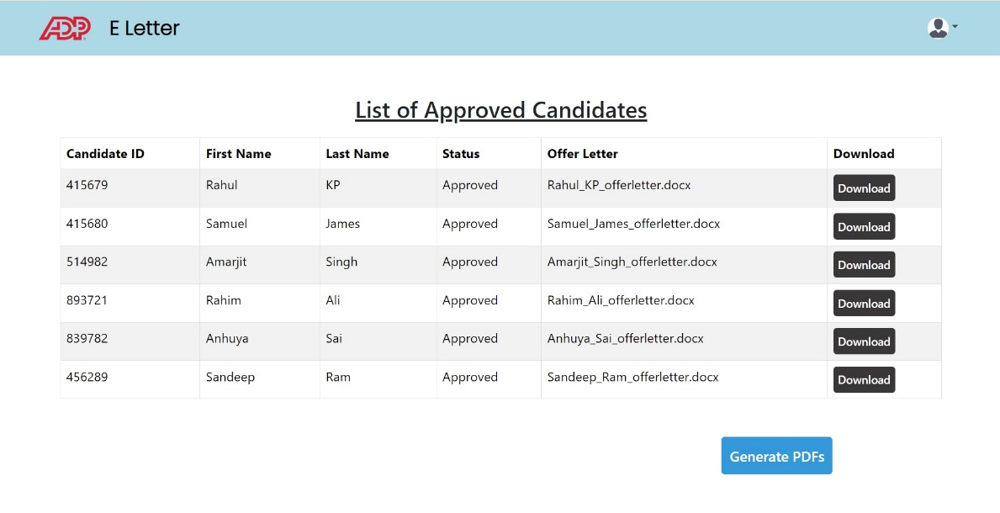 ADP E Letter
List of Approved Candidates
Candidate ID First Name Last Name Status Offer Letter Download
415679 Rahul KP Approved Rahul_KP_offerletter.docx Download
415680 Samuel James Approved Samuel_James_offerletter.docx Download
514982 Amarjit Singh Approved Amarjit_Singh_offerletter.docx Download
893721 Rahim Ali Approved Rahim_Ali_offerletter.docx Download
839782 Anhuya Sai Approved Anhuya_Sai_offerletter.docx Download
456289 Sandeep Ram Approved Sandeep_Ram_offerletter.docx Download
Generate PDFs